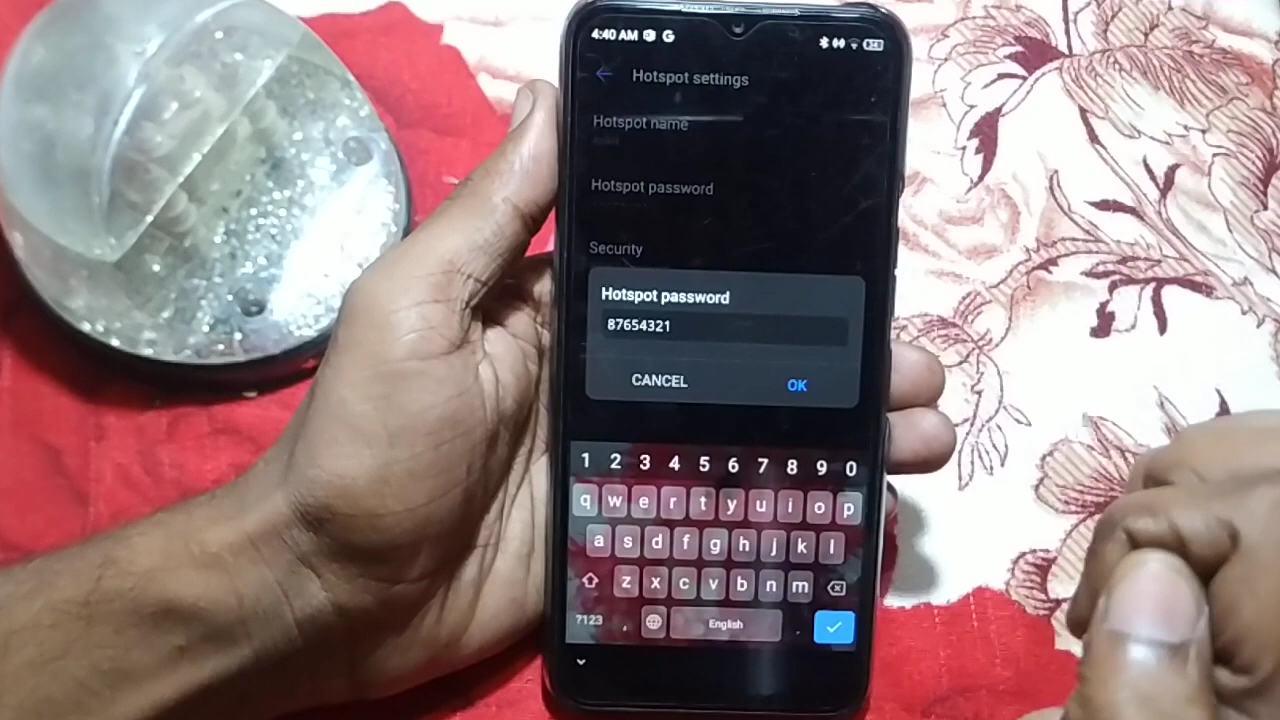 4:40 AM G
Hotspot settings
Hotspot name
Hotspot password
Security
Hotspot password
87654321
CANCEL OK
1 2 3 4 5 6 7 8 9 0
q w e r t y u i o p
a s d f g h j k l
z x c v b n m
?123 , English .